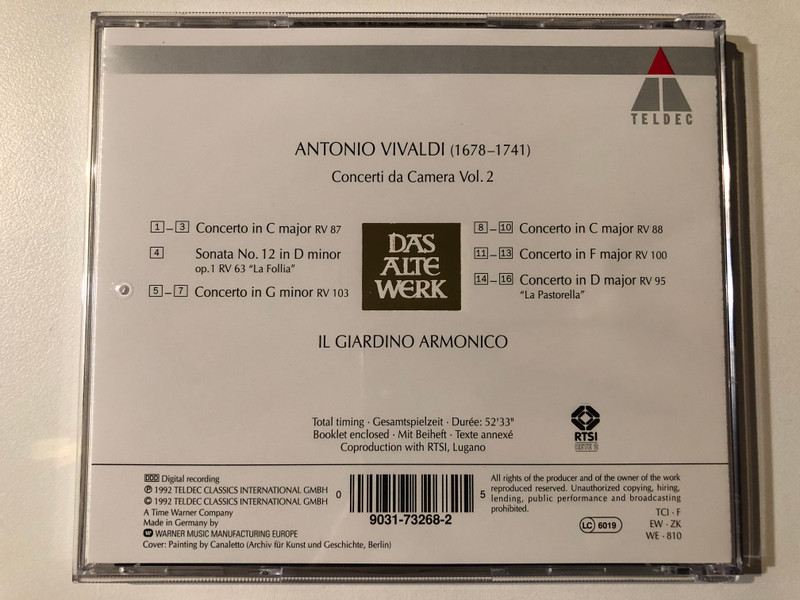 TELDEC
ANTONIO VIVALDI (1678–1741)
Concerti da Camera Vol. 2
1 – 3 Concerto in C major RV 87
4 Sonata No. 12 in D minor
op.1 RV 63 “La Follia”
5 – 7 Concerto in G minor RV 103
DAS
ALTE
WERK
8 – 10 Concerto in C major RV 88
11 – 13 Concerto in F major RV 100
14 – 16 Concerto in D major RV 95
“La Pastorella”
IL GIARDINO ARMONICO
Total timing · Gesamtspielzeit · Durée: 52'33"
Booklet enclosed · Mit Beiheft · Texte annexé
Coproduction with RTSI, Lugano
RTSI
DDD Digital recording
℗ 1992 TELDEC CLASSICS INTERNATIONAL GMBH
© 1992 TELDEC CLASSICS INTERNATIONAL GMBH
A Time Warner Company
Made in Germany by
WARNER MUSIC MANUFACTURING EUROPE
Cover: Painting by Canaletto (Archiv für Kunst und Geschichte, Berlin)
0 5
9031-73268-2
All rights of the producer and of the owner of the work
reproduced reserved. Unauthorized copying, hiring,
lending, public performance and broadcasting
prohibited.
LC 6019
TCI · F
EW · ZK
WE · 810